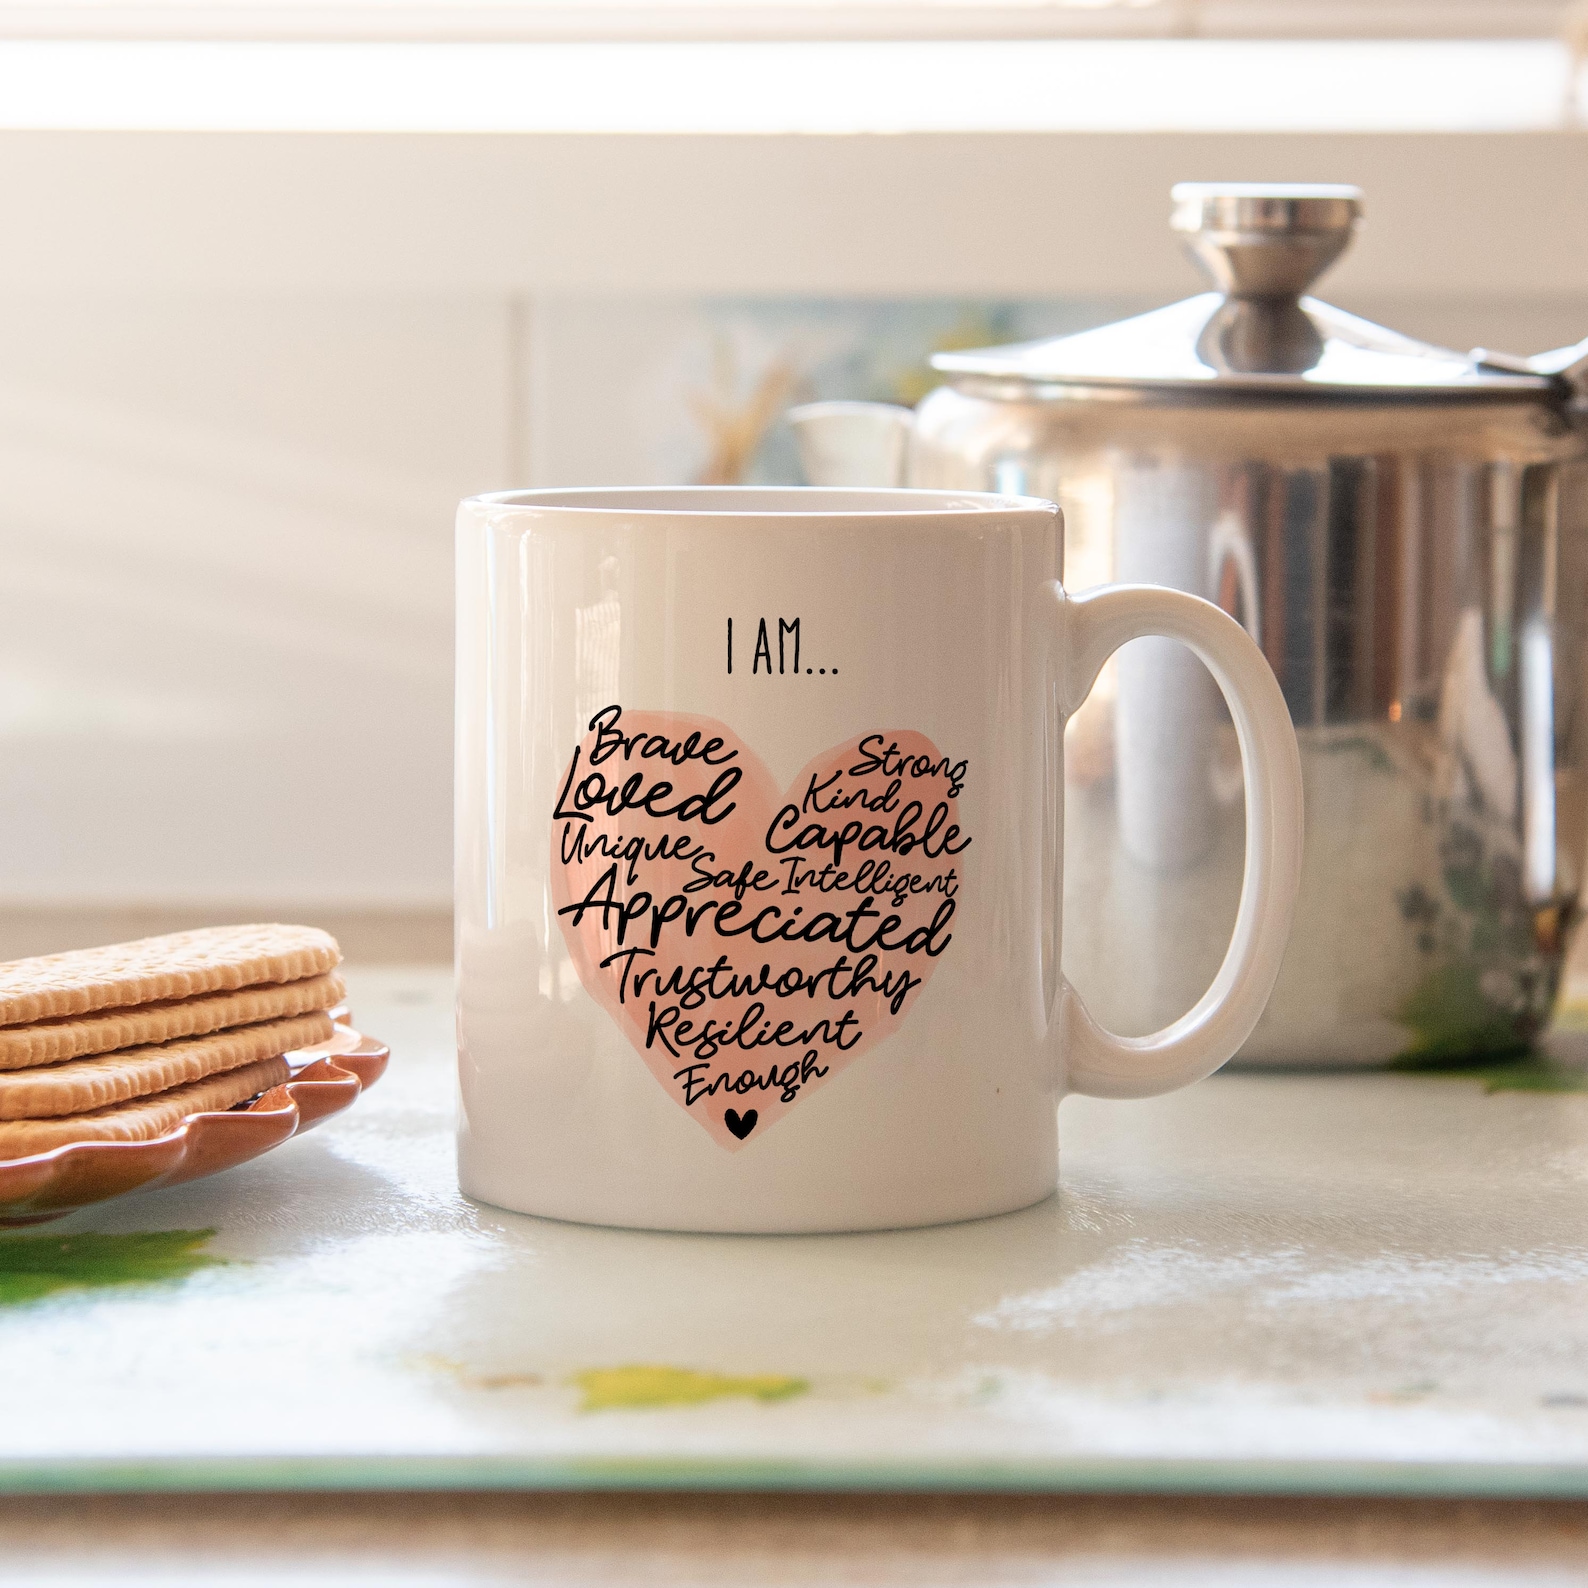 I AM...
Brave
Strong
Loved
Kind
Unique
Capable
Safe Intelligent
Appreciated
Trustworthy
Resilient
Enough